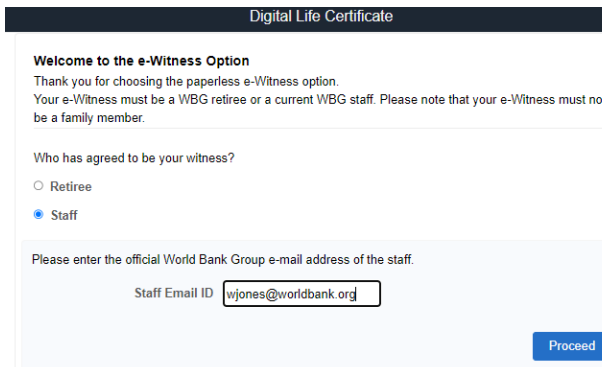 Digital Life Certificate
Welcome to the e-Witness Option
Thank you for choosing the paperless e-Witness option.
Your e-Witness must be a WBG retiree or a current WBG staff. Please note that your e-Witness must no
be a family member.
Who has agreed to be your witness?
Retiree
Staff
Please enter the official World Bank Group e-mail address of the staff.
Staff Email ID wjones@worldbank.org
Proceed